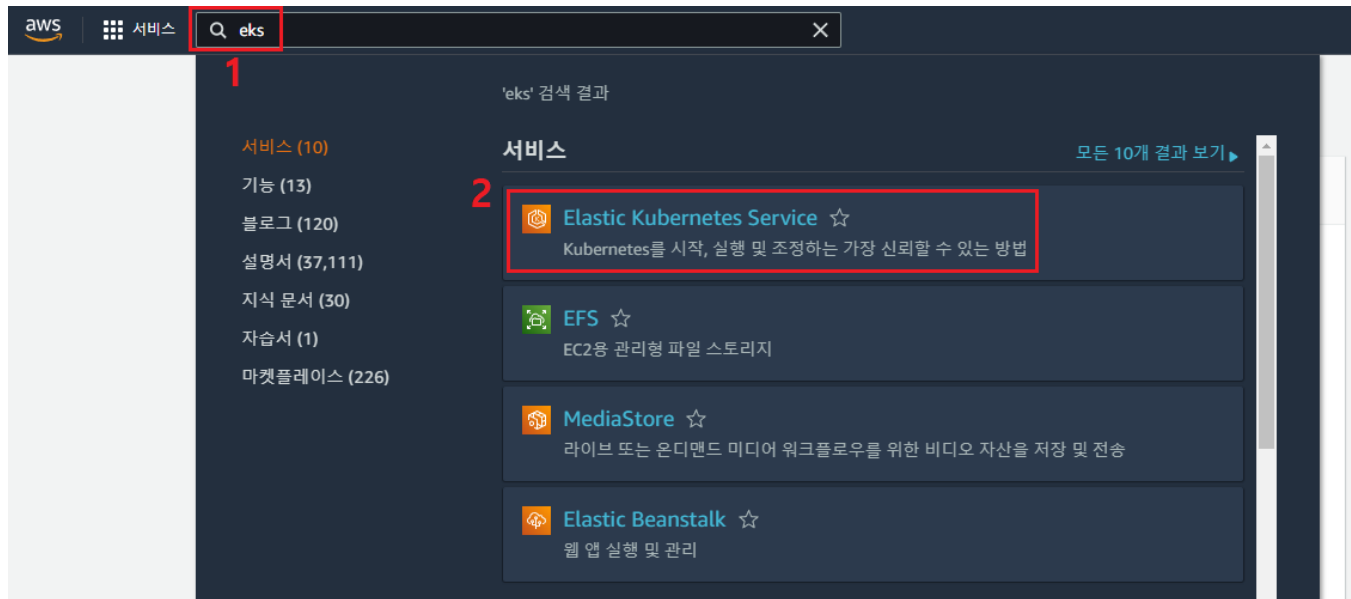 aws
서비스
eks
1
'eks' 검색 결과
서비스 (10)
기능 (13)
블로그 (120)
설명서 (37,111)
지식 문서 (30)
자습서 (1)
마켓플레이스 (226)
서비스
모든 10개 결과 보기
2
Elastic Kubernetes Service
Kubernetes를 시작, 실행 및 조정하는 가장 신뢰할 수 있는 방법
EFS
EC2용 관리형 파일 스토리지
MediaStore
라이브 또는 온디맨드 미디어 워크플로우를 위한 비디오 자산을 저장 및 전송
Elastic Beanstalk
웹 앱 실행 및 관리